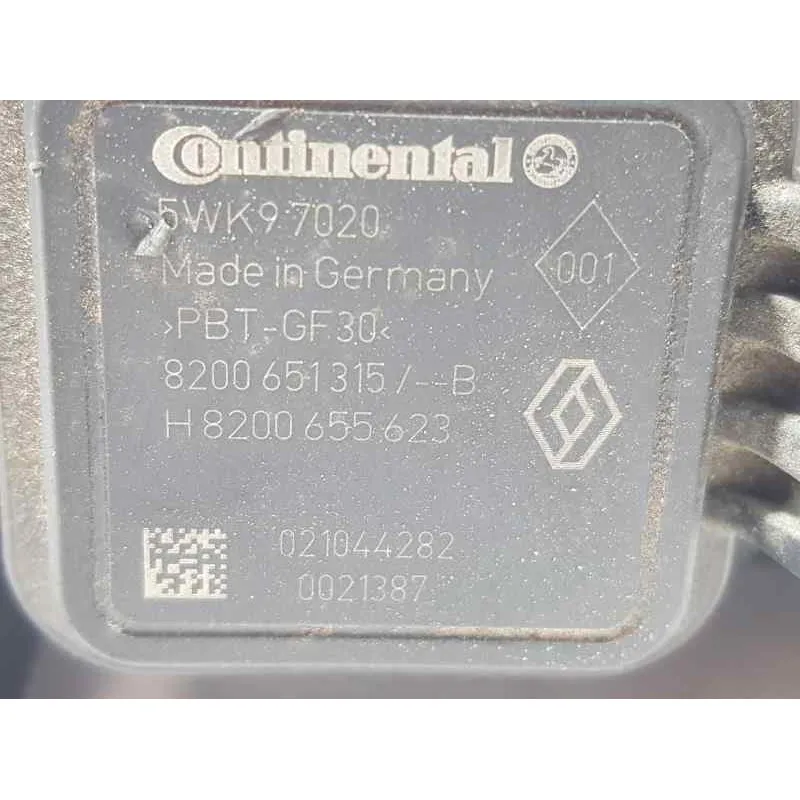 Continental
5WK9 7020
Made in Germany
001
>PBT-GF30<
8200 651 315 /--B
H 8200 655 623
021044282
0021387